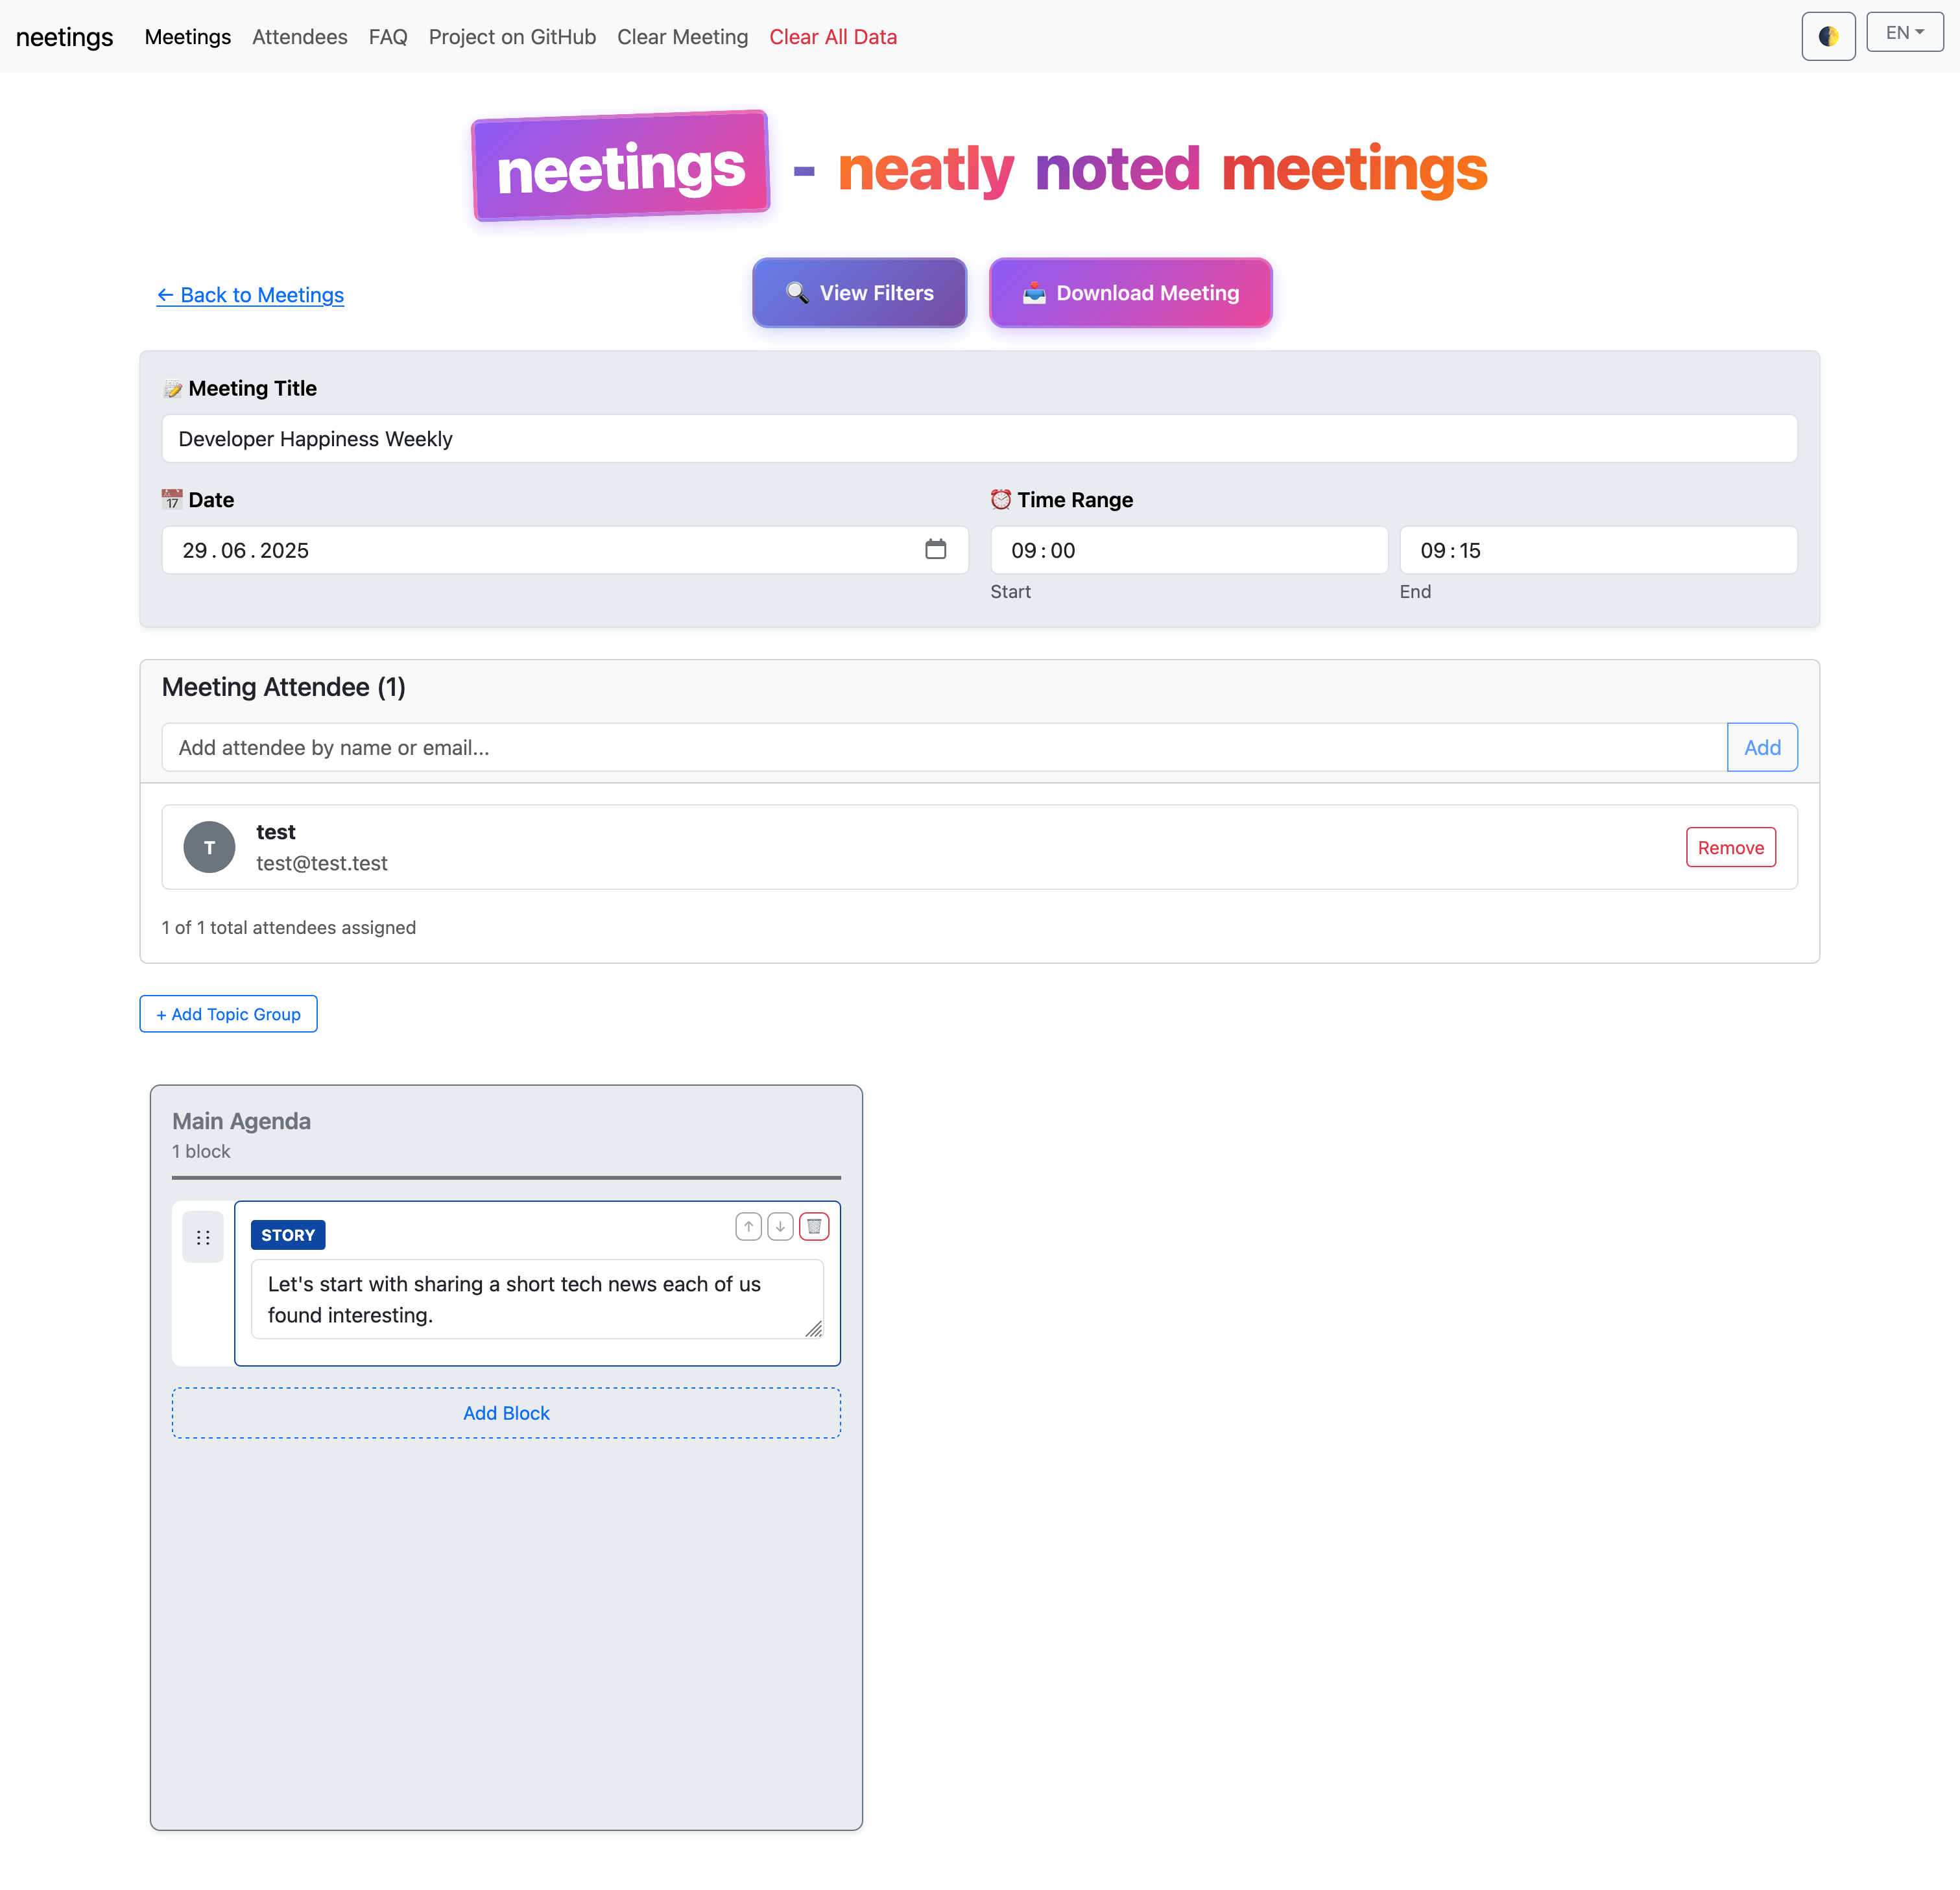 neetings Meetings Attendees FAQ Project on GitHub Clear Meeting Clear All Data EN
neetings - neatly noted meetings
← Back to Meetings
View Filters
Download Meeting
Meeting Title
Developer Happiness Weekly
17 Date
Time Range
29.06.2025
09:00
09:15
Start
End
Meeting Attendee (1)
Add attendee by name or email...
Add
T
test
test@test.test
Remove
1 of 1 total attendees assigned
+ Add Topic Group
Main Agenda
1 block
STORY
↑ ↓
Let's start with sharing a short tech news each of us
found interesting.
Add Block